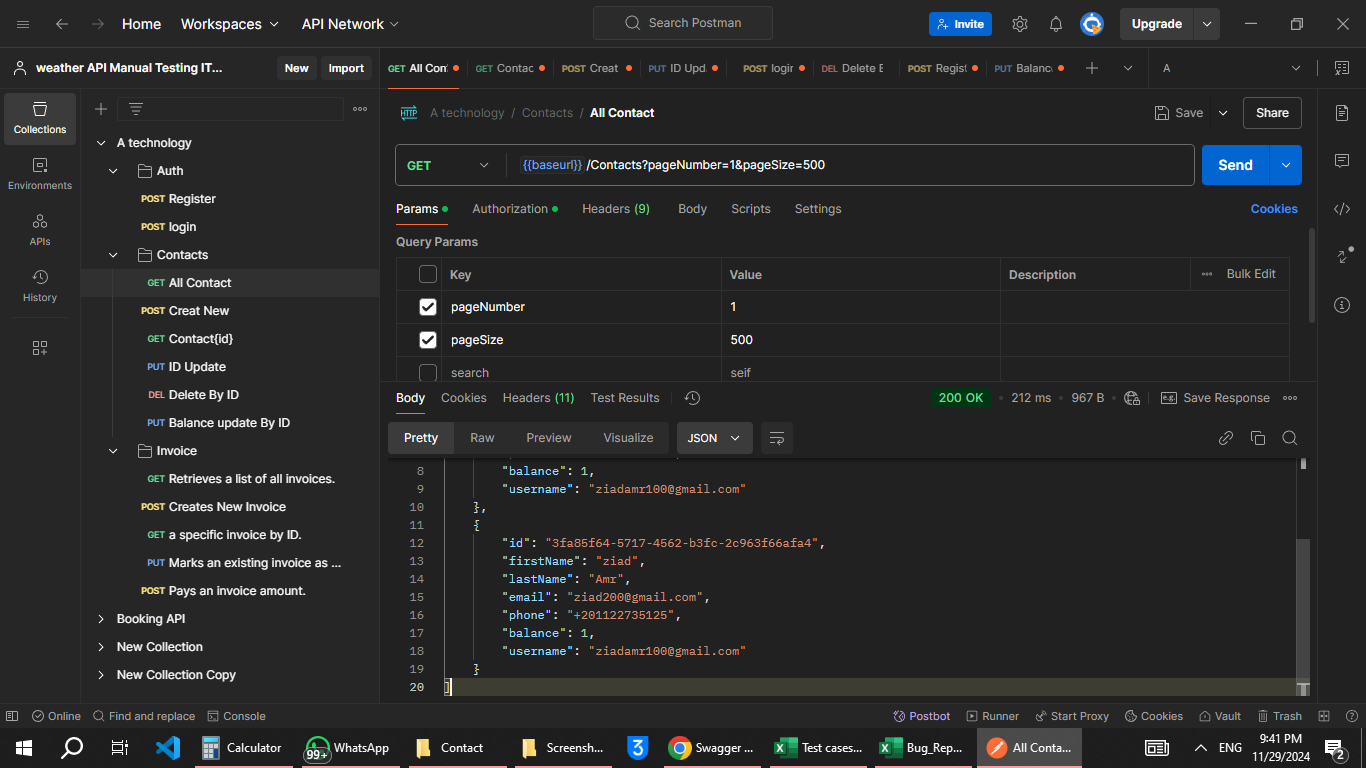 Home Workspaces API Network Search Postman Invite Upgrade
weather API Manual Testing IT... New Import GET All Con POST... GET Contac POST Creat PUT ID Upd. POST login DEL Delete E POST Regist PUT Balanc A
Collections
Environments
APIs
History
A technology
Auth
POST Register
POST login
Contacts
GET All Contact
POST Creat New
GET Contact{id}
PUT ID Update
DEL Delete By ID
PUT Balance update By ID
Invoice
GET Retrieves a list of all invoices.
POST Creates New Invoice
GET a specific invoice by ID.
PUT Marks an existing invoice as ...
POST Pays an invoice amount.
Booking API
New Collection
New Collection Copy
HTTP A technology / Contacts / All Contact Save Share
GET {{baseurl}} /Contacts?pageNumber=1&pageSize=500 Send
Params Authorization Headers (9) Body Scripts Settings Cookies
Query Params
Key Value Description Bulk Edit
pageNumber 1
pageSize 500
search seif
Body Cookies Headers (11) Test Results 200 OK 212 ms 967 B e.g. Save Response
Pretty Raw Preview Visualize JSON
8 "balance": 1,
9 "username": "ziadamr100@gmail.com"
10 },
11 {
12 "id": "3fa85f64-5717-4562-b3fc-2c963f66afa4",
13 "firstName": "ziad",
14 "lastName": "Amr",
15 "email": "ziad200@gmail.com",
16 "phone": "+201122735125",
17 "balance": 1,
18 "username": "ziadamr100@gmail.com"
19 }
20 ]
Online Find and replace Console Postbot Runner Start Proxy Cookies Vault Trash
Calculator 99+ WhatsApp Contact Screensh... 3 Swagger ... Test cases... Bug_Rep... All Conta... ENG 9:41 PM
11/29/2024 2